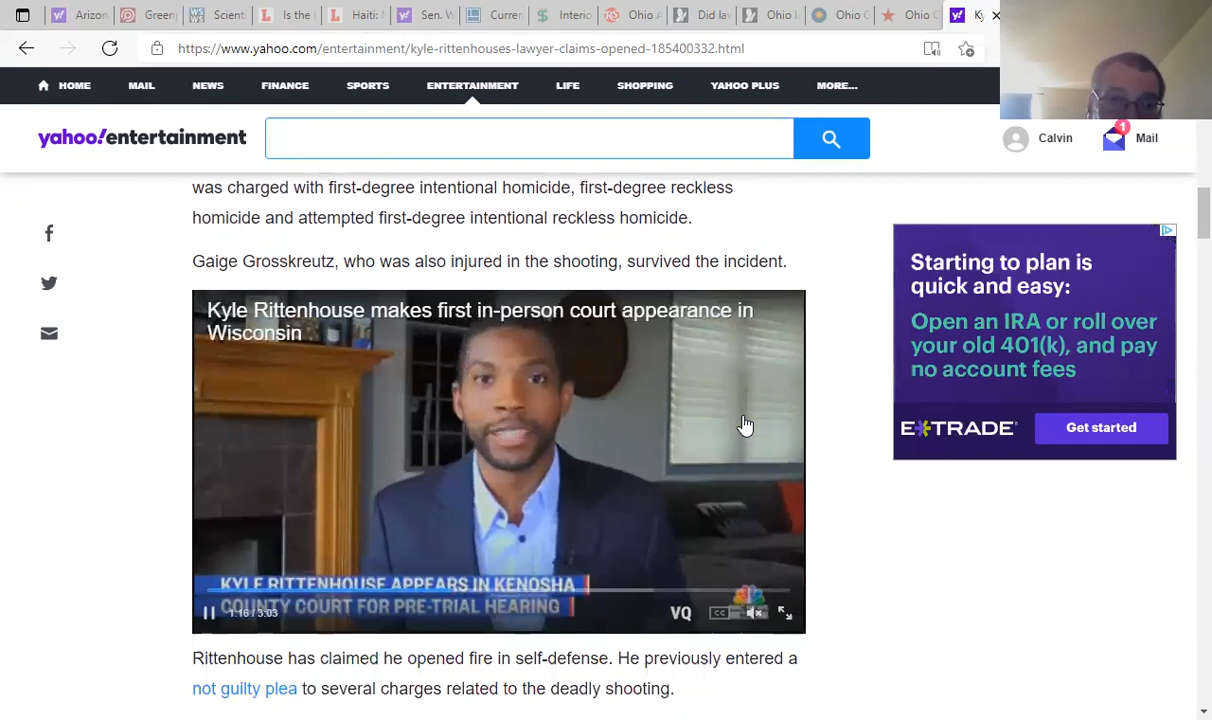 Arizon
Green
Scient
Is the
Haiti:
Sen. W
Curren
Interio
Ohio A
Did lav
Ohio l
Ohio G
Ohio G
Ky
https://www.yahoo.com/entertainment/kyle-rittenhouses-lawyer-claims-opened-185400332.html
HOME MAIL NEWS FINANCE SPORTS ENTERTAINMENT LIFE SHOPPING YAHOO PLUS MORE...
yahoo!entertainment
Calvin
1
Mail
was charged with first-degree intentional homicide, first-degree reckless
homicide and attempted first-degree intentional reckless homicide.
Gaige Grosskreutz, who was also injured in the shooting, survived the incident.
Kyle Rittenhouse makes first in-person court appearance in
Wisconsin
KYLE RITTENHOUSE APPEARS IN KENOSHA
COUNTY COURT FOR PRE-TRIAL HEARING
1:16 / 3:03
VQ
CC
Rittenhouse has claimed he opened fire in self-defense. He previously entered a
not guilty plea to several charges related to the deadly shooting.
Starting to plan is
quick and easy:
Open an IRA or roll over
your old 401(k), and pay
no account fees
E*TRADE
Get started